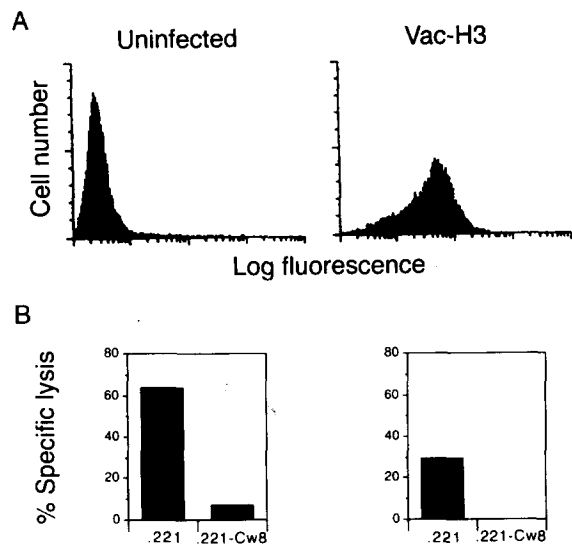 A
Uninfected
Vac-H3
Cell number
Log fluorescence
B
% Specific lysis
80
60
40
20
0
.221
.221-Cw8
80
60
40
20
0
.221
.221-Cw8